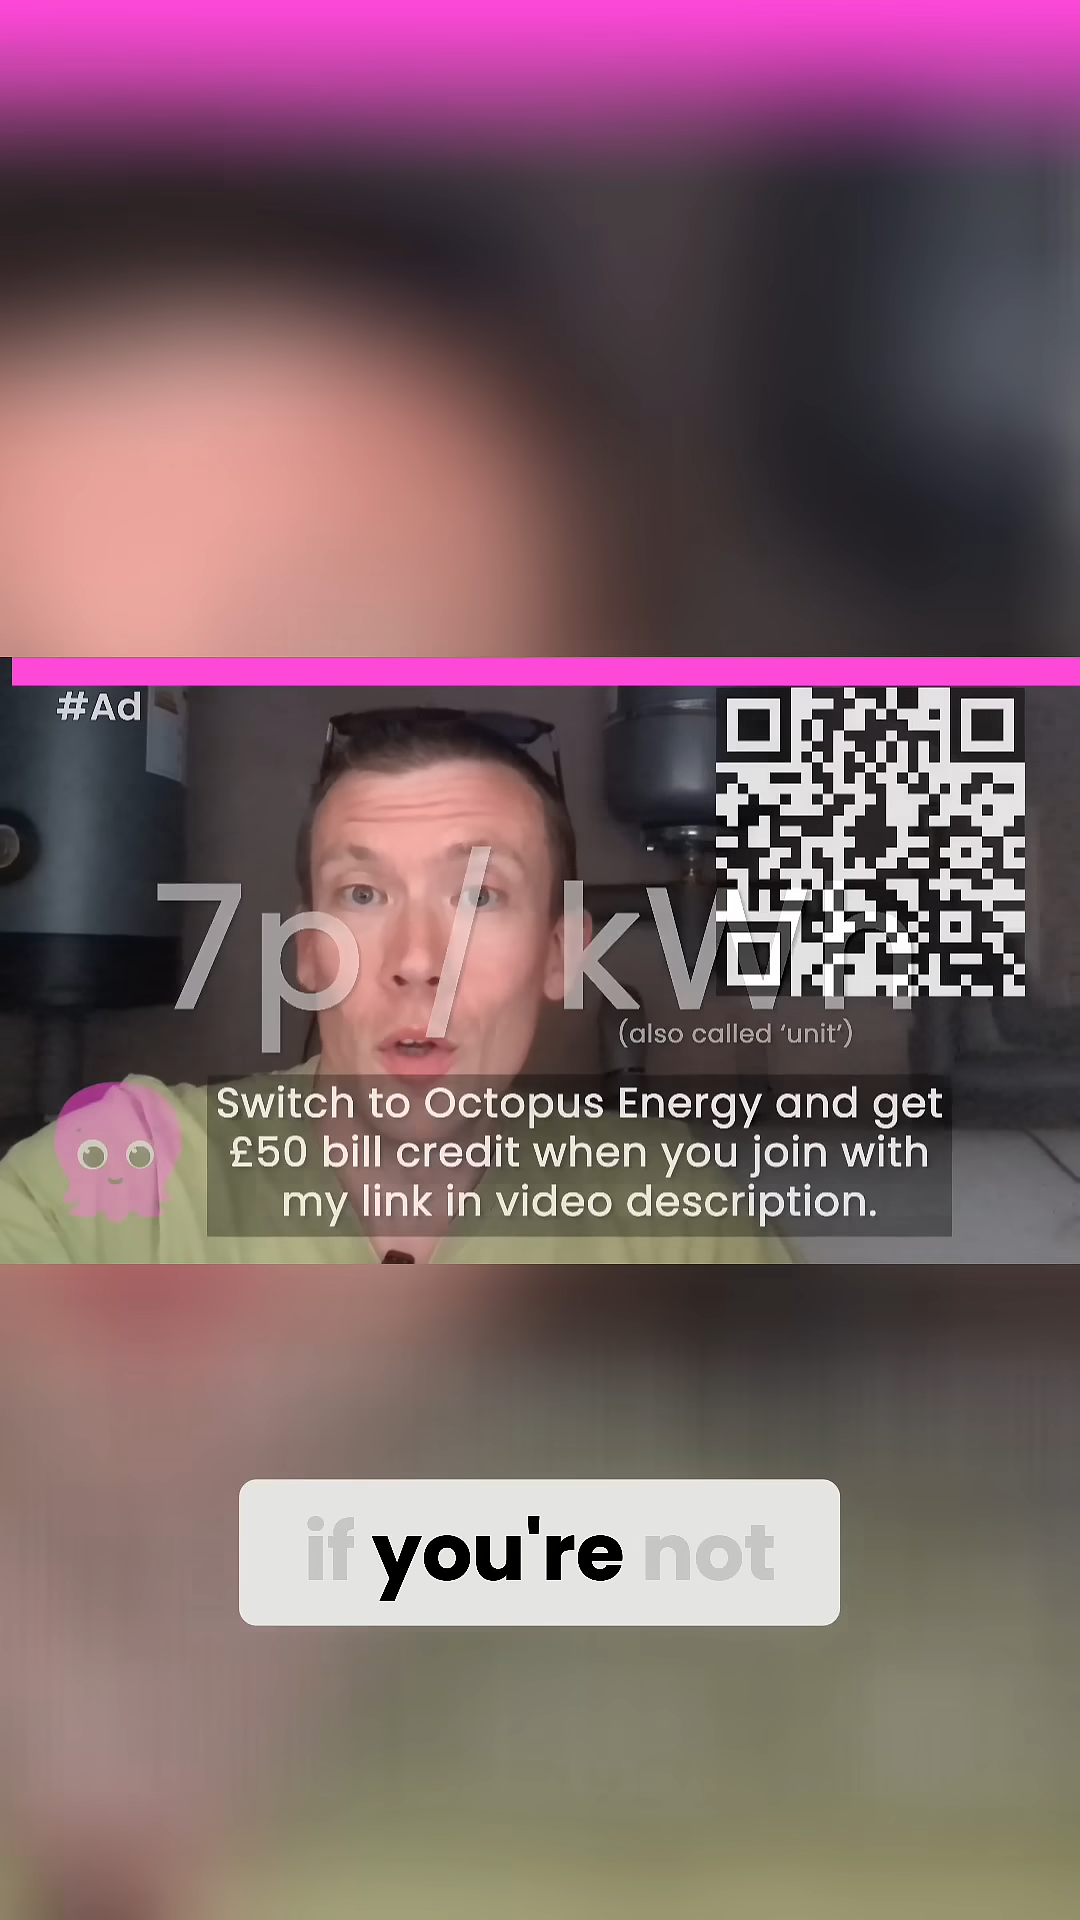 #Ad
7p / kWh
(also called ‘unit’)
Switch to Octopus Energy and get
£50 bill credit when you join with
my link in video description.
if you're not